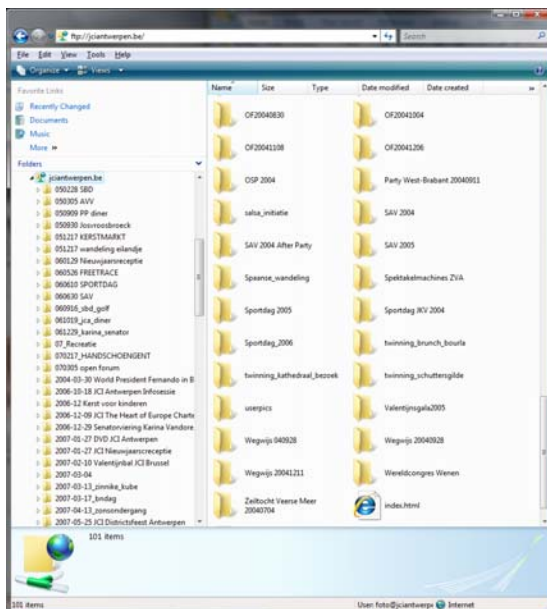 ftp://jciantwerpen.be/
Search
File Edit View Tools Help
Organize Views
Favorite Links
Recently Changed
Documents
Music
More »
Folders
jciantwerpen.be
050228 SBD
050305 AVV
050909 PP diner
050930 Josvroosbroeck
051217 KERSTMARKT
051217 wandeling eilandje
060129 Nieuwjaarsreceptie
060526 FREETRACE
060610 SPORTDAG
060630 SAV
060916_sbd_golf
061019_jca_diner
061229_karina_senator
07_Recreatie
070217_HANDSCHOENGENT
070305 open forum
2004-03-30 World President Fernando in B
2006-10-18 JCI Antwerpen Infosessie
2006-12 Kerst voor kinderen
2006-12-09 JCI The Heart of Europe Charte
2006-12-29 Senatorviering Karina Vandore
2007-01-27 DVD JCI Antwerpen
2007-01-27 JCI Nieuwjaarsreceptie
2007-02-10 Valentijnbal JCI Brussel
2007-03-04
2007-03-13_zinnike_kube
2007-03-17_bndag
2007-04-13_zonsondergang
2007-05-25 JCI Districtsfeest Antwerpen
Name Size Type Date modified Date created »
OF20040830 OF20041004
OF20041108 OF20041206
OSP 2004 Party West-Brabant 20040911
salsa_initiatie SAV 2004
SAV 2004 After Party SAV 2005
Spaanse_wandeling Spektakelmachines ZVA
Sportdag 2005 Sportdag JKV 2004
Sportdag_2006 twinning_brunch_bourla
twinning_kathedraal_bezoek twinning_schuttersgilde
userpics Valentijnsgala2005
Wegwijs 040928 Wegwijs 20040928
Wegwijs 20041211 Wereldcongres Wenen
Zeiltocht Veerse Meer
20040704 index.html
101 items
101 items User: foto@jciantwerpe Internet